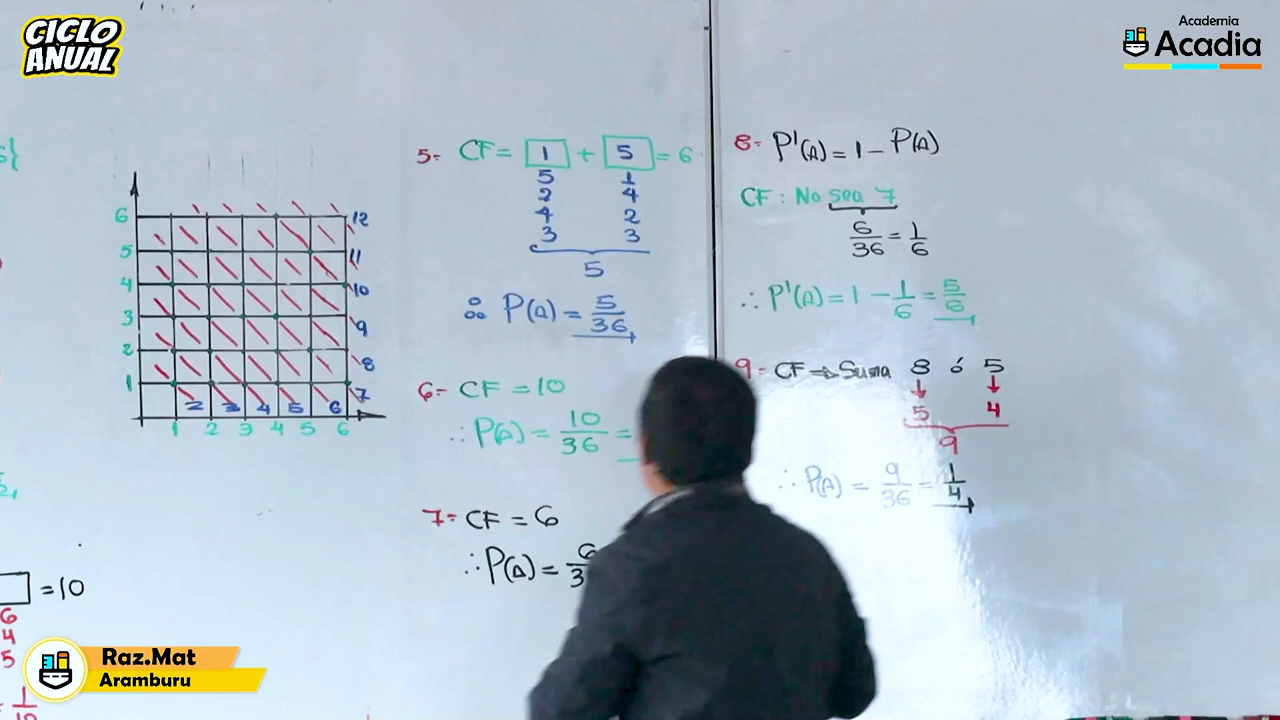 CICLO
ANUAL
Academia
Acadia
6
5
4
3
2
1
12
11
10
9
8
7
2 3 4 5 6
1 2 3 4 5 6
=10
6
4
5
1
5- CF = 1 + 5 = 6
5 1
2 4
4 2
3 3
5
∴ P(A) = 5/36
6- CF = 10
∴ P(A) = 10/36 =
7- CF = 6
∴ P(A) =
8- P'(A) = 1 - P(A)
CF : No sea 7
6/36 = 1/6
∴ P'(A) = 1 - 1/6 = 5/6
9- CF ⇒ Suma 8 ó 5
5 4
9
∴ P(A) = 9/36 = 1/4
Raz.Mat
Aramburu